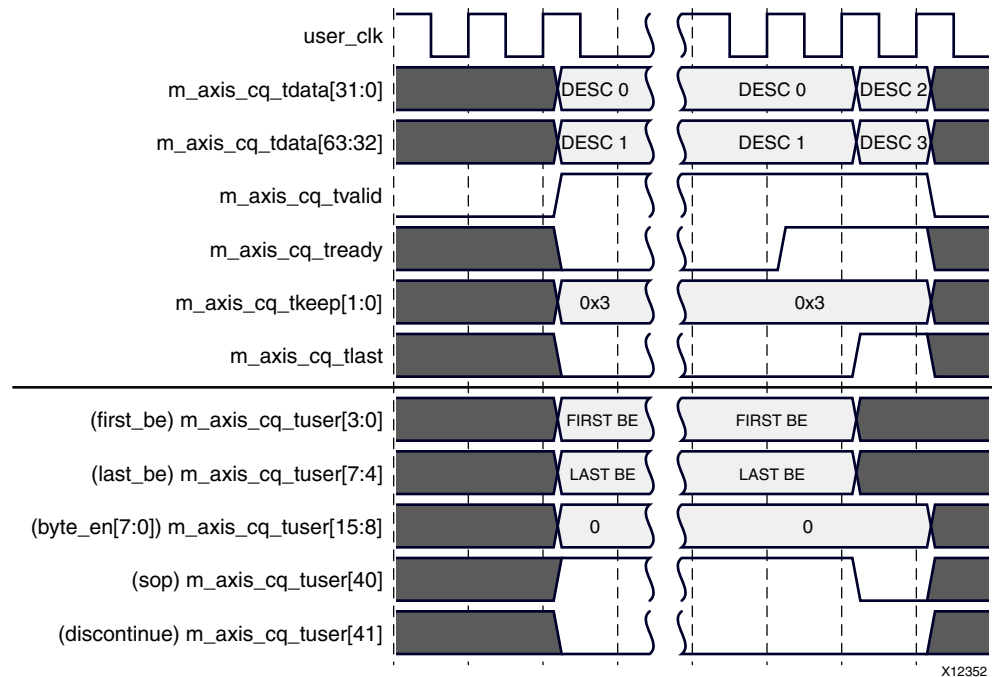 user_clk
m_axis_cq_tdata[31:0] DESC 0 DESC 0 DESC 2
m_axis_cq_tdata[63:32] DESC 1 DESC 1 DESC 3
m_axis_cq_tvalid
m_axis_cq_tready
m_axis_cq_tkeep[1:0] 0x3 0x3
m_axis_cq_tlast
(first_be) m_axis_cq_tuser[3:0] FIRST BE FIRST BE
(last_be) m_axis_cq_tuser[7:4] LAST BE LAST BE
(byte_en[7:0]) m_axis_cq_tuser[15:8] 0 0
(sop) m_axis_cq_tuser[40]
(discontinue) m_axis_cq_tuser[41]
X12352